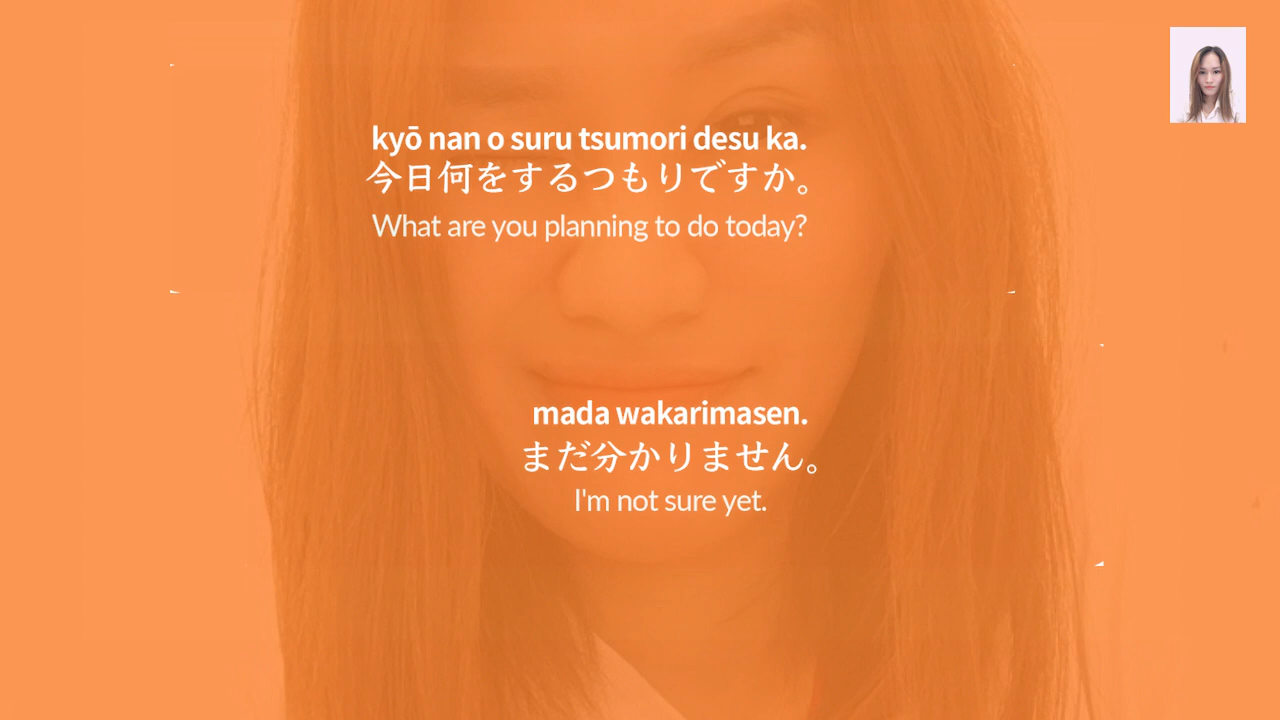 kyō nan o suru tsumori desu ka.
今日何をするつもりですか。
What are you planning to do today?
mada wakarimasen.
まだ分かりません。
I'm not sure yet.